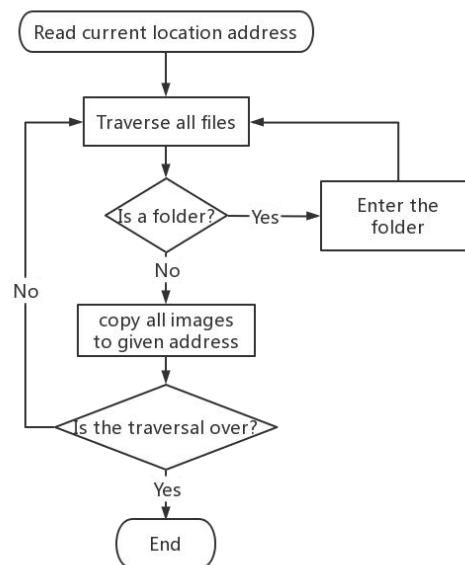 Read current location address
Traverse all files
Is a folder?
Yes
Enter the
folder
No
No
copy all images
to given address
Is the traversal over?
Yes
End